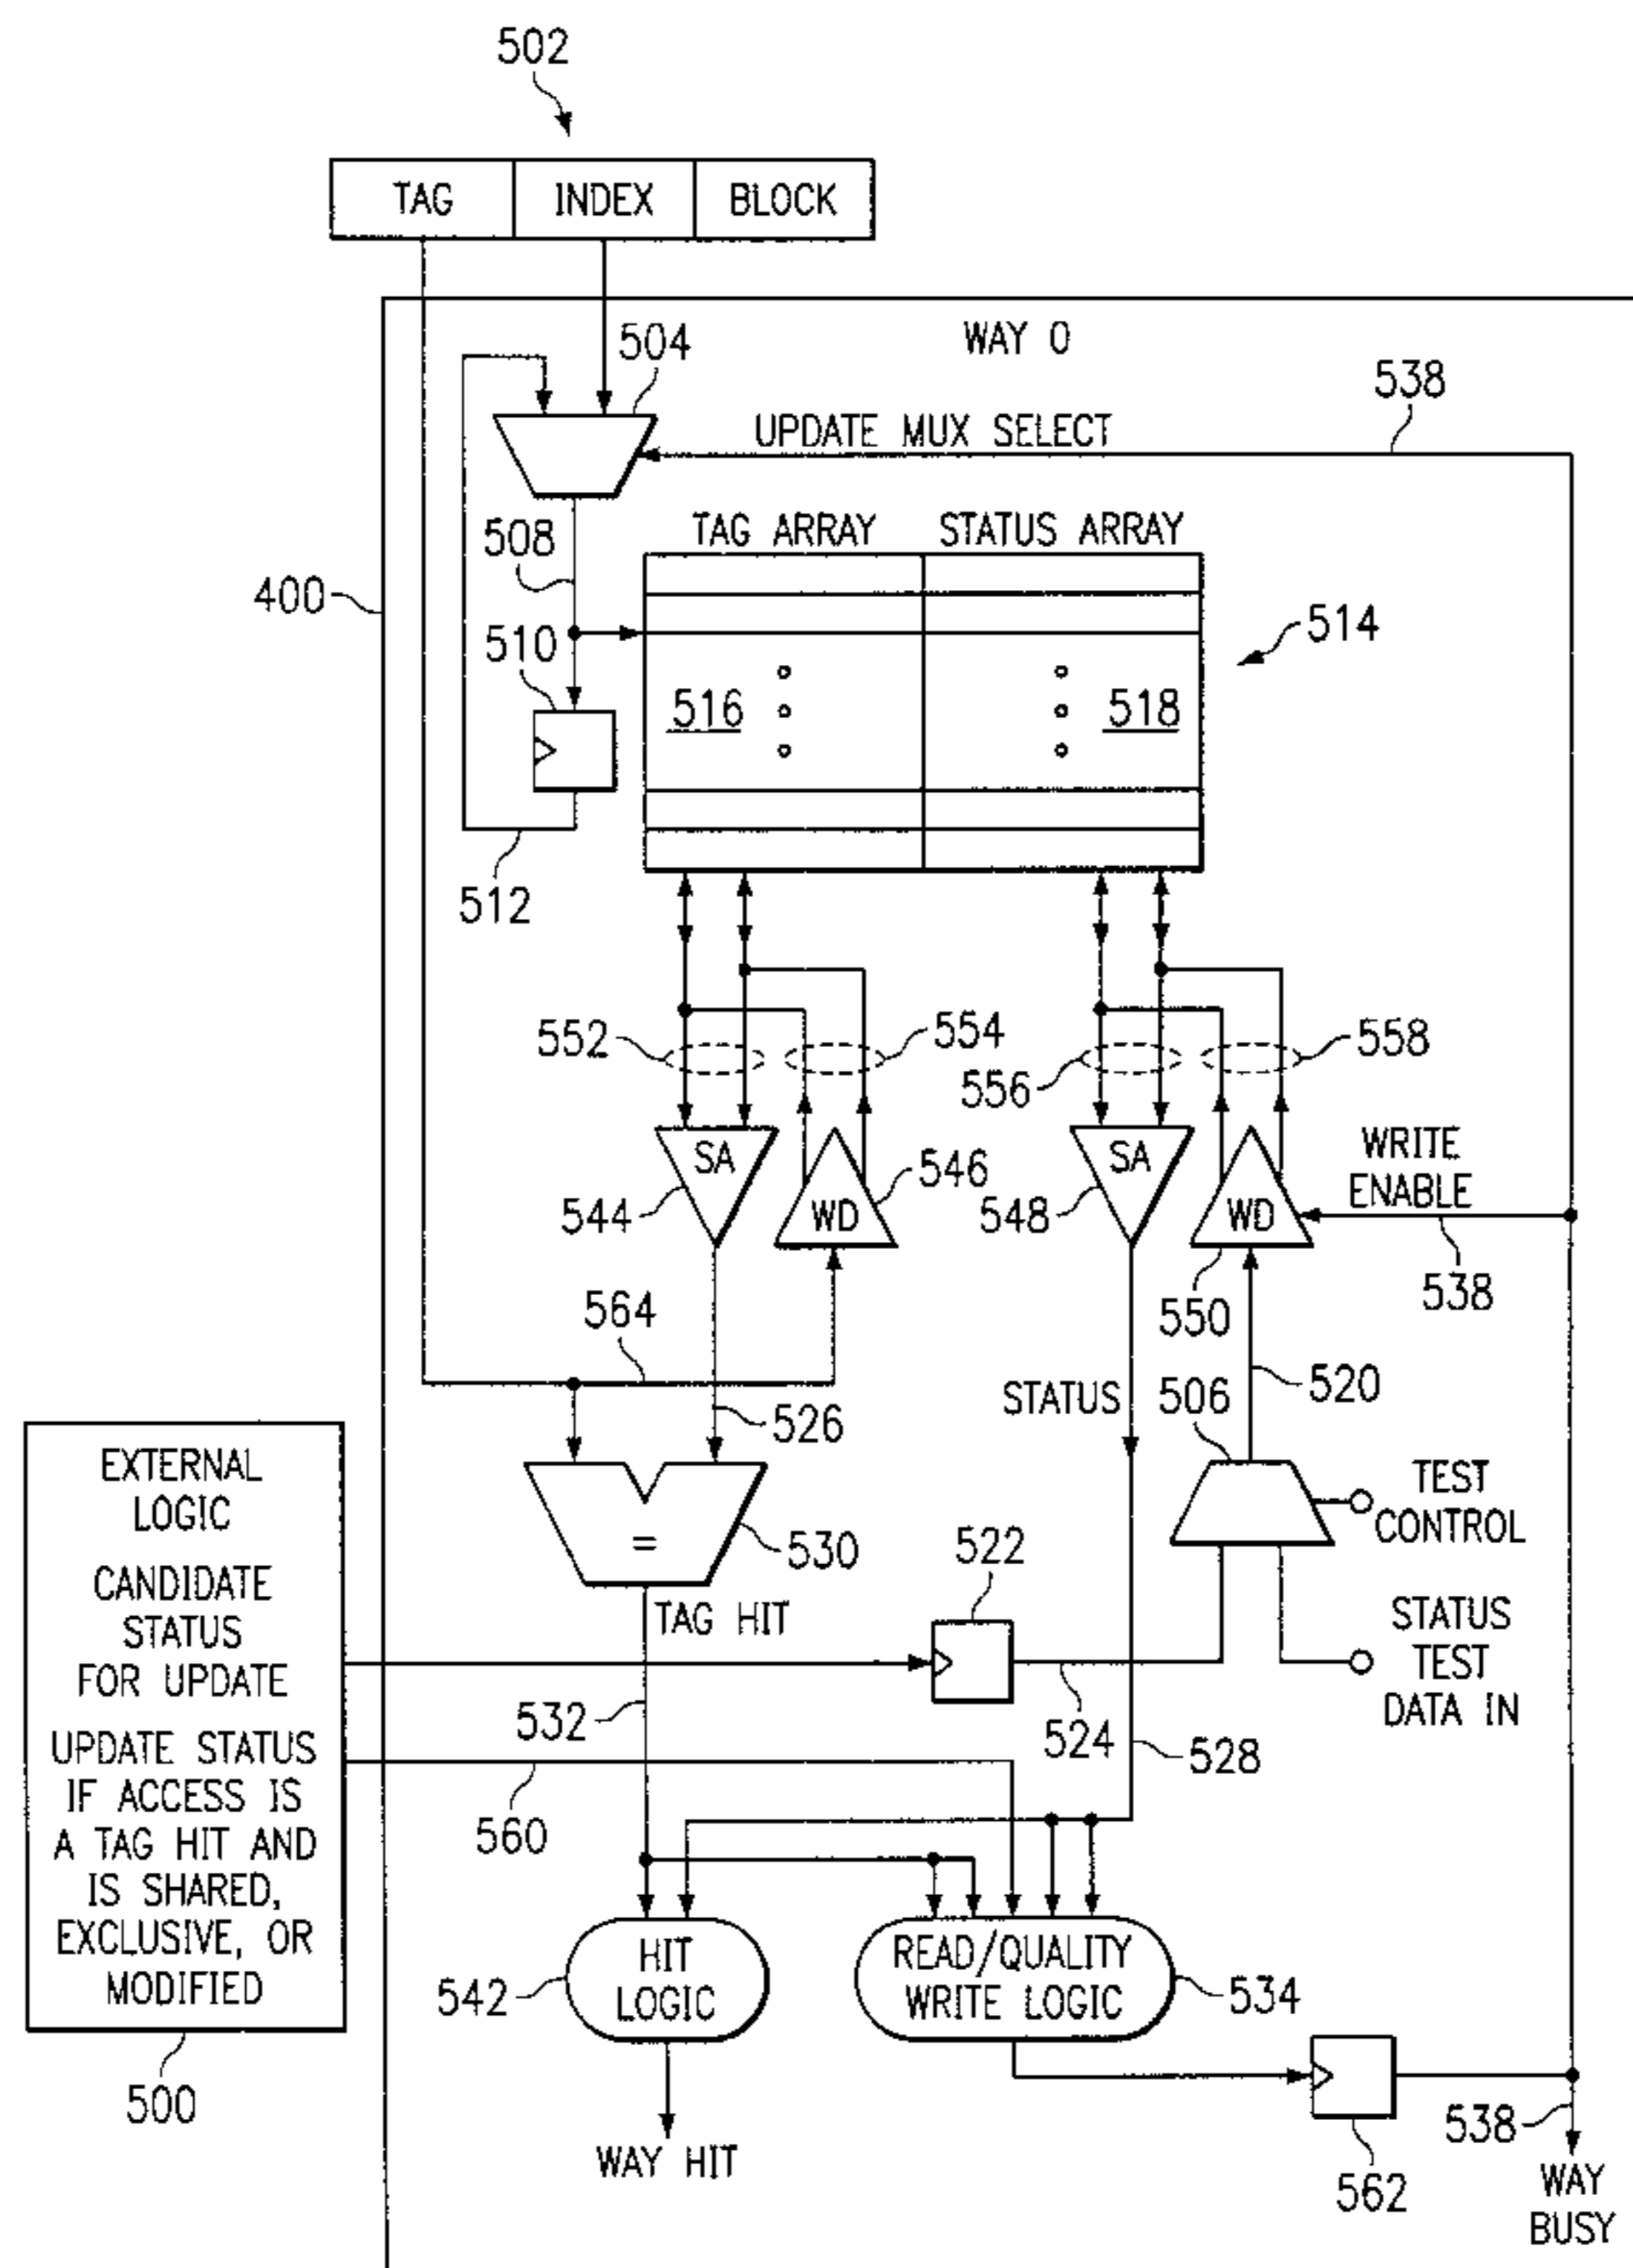 502
TAG INDEX BLOCK
WAY 0
504
538
UPDATE MUX SELECT
508
TAG ARRAY STATUS ARRAY
400
510
514
516 518
512
552 554 558
556
SA SA
WRITE
ENABLE
544 WD 546 548 WD
538
550
564
526
STATUS 506 520
EXTERNAL
LOGIC
CANDIDATE
STATUS
FOR UPDATE
UPDATE STATUS
IF ACCESS IS
A TAG HIT AND
IS SHARED,
EXCLUSIVE, OR
MODIFIED
500
=
530
TAG HIT
522
TEST
CONTROL
STATUS
TEST
DATA IN
532
524
528
560
HIT
LOGIC
542
READ/QUALITY
WRITE LOGIC
534
WAY HIT
562
538
WAY
BUSY